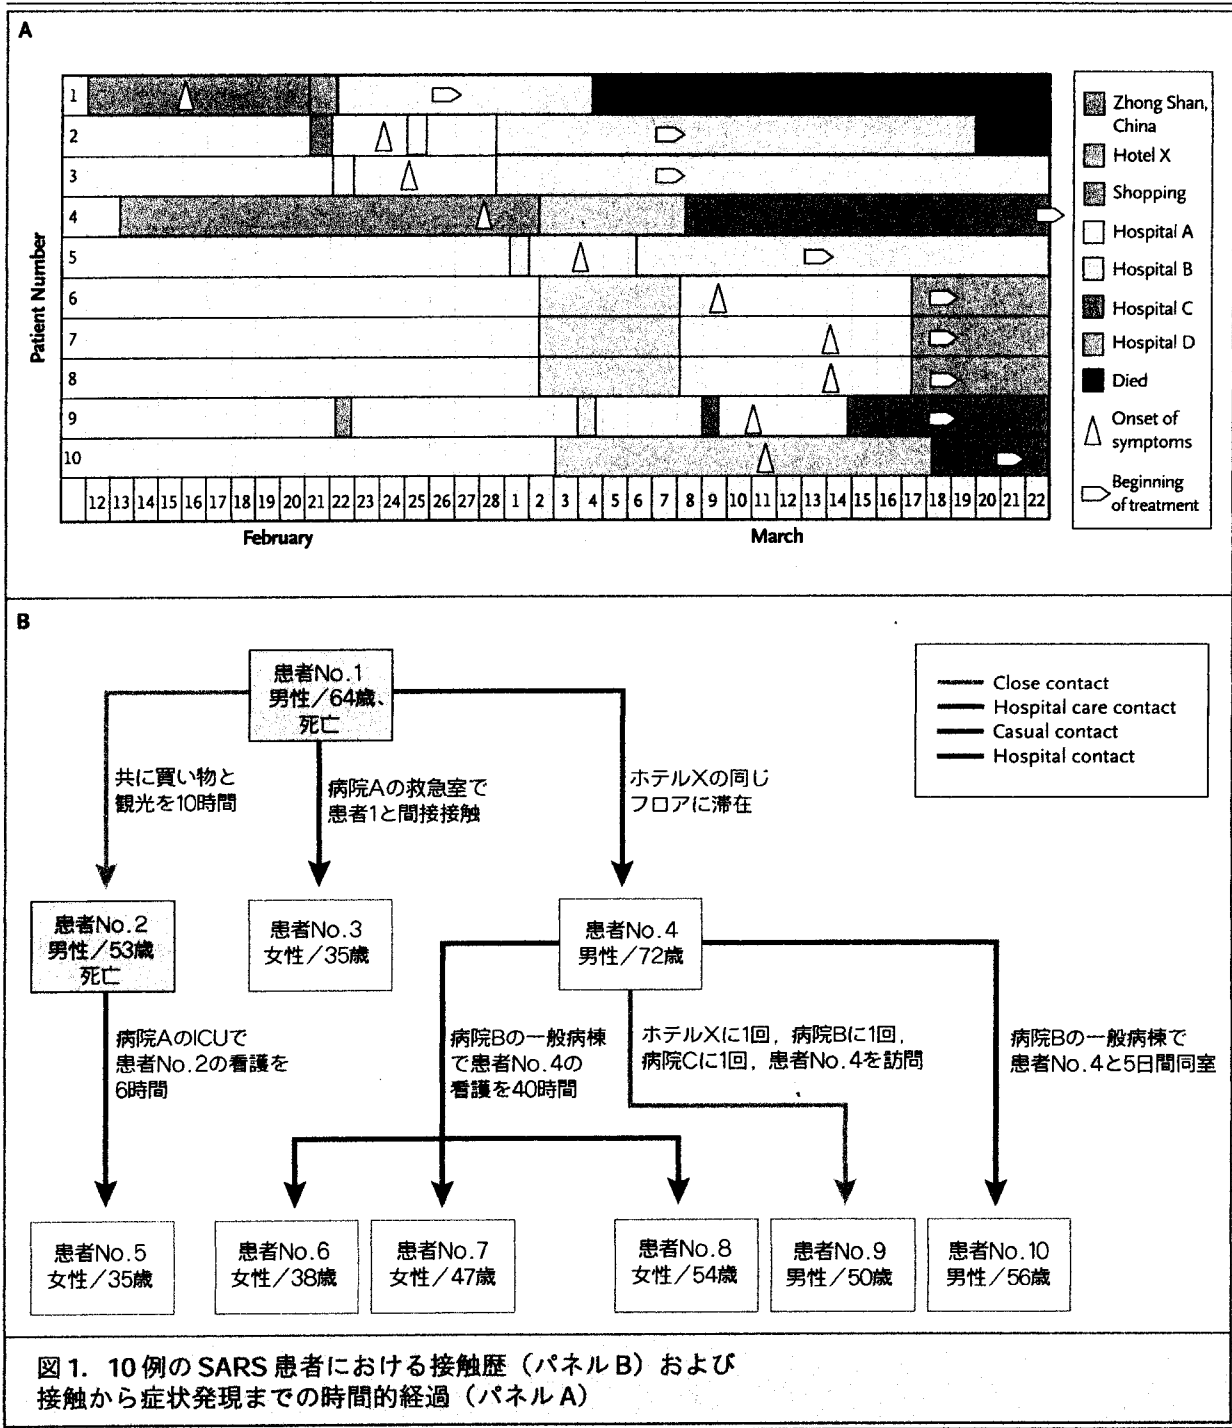 A
Patient Number
1
2
3
4
5
6
7
8
9
10
12 13 14 15 16 17 18 19 20 21 22 23 24 25 26 27 28 1 2 3 4 5 6 7 8 9 10 11 12 13 14 15 16 17 18 19 20 21 22
February
March
Zhong Shan,
China
Hotel X
Shopping
Hospital A
Hospital B
Hospital C
Hospital D
Died
Onset of
symptoms
Beginning
of treatment
B
Close contact
Hospital care contact
Casual contact
Hospital contact
患者No.1
男性/64歳、
死亡
共に買い物と
観光を10時間
病院Aの救急室で
患者1と間接接触
ホテルXの同じ
フロアに滞在
患者No.2
男性/53歳
死亡
患者No.3
女性/35歳
患者No.4
男性/72歳
病院AのICUで
患者No.2の看護を
6時間
病院Bの一般病棟
で患者No.4の
看護を40時間
ホテルXに1回,病院Bに1回,
病院Cに1回,患者No.4を訪問
病院Bの一般病棟で
患者No.4と5日間同室
患者No.5
女性/35歳
患者No.6
女性/38歳
患者No.7
女性/47歳
患者No.8
女性/54歳
患者No.9
男性/50歳
患者No.10
男性/56歳
図1. 10例のSARS患者における接触歴(パネルB)および
接触から症状発現までの時間的経過(パネルA)